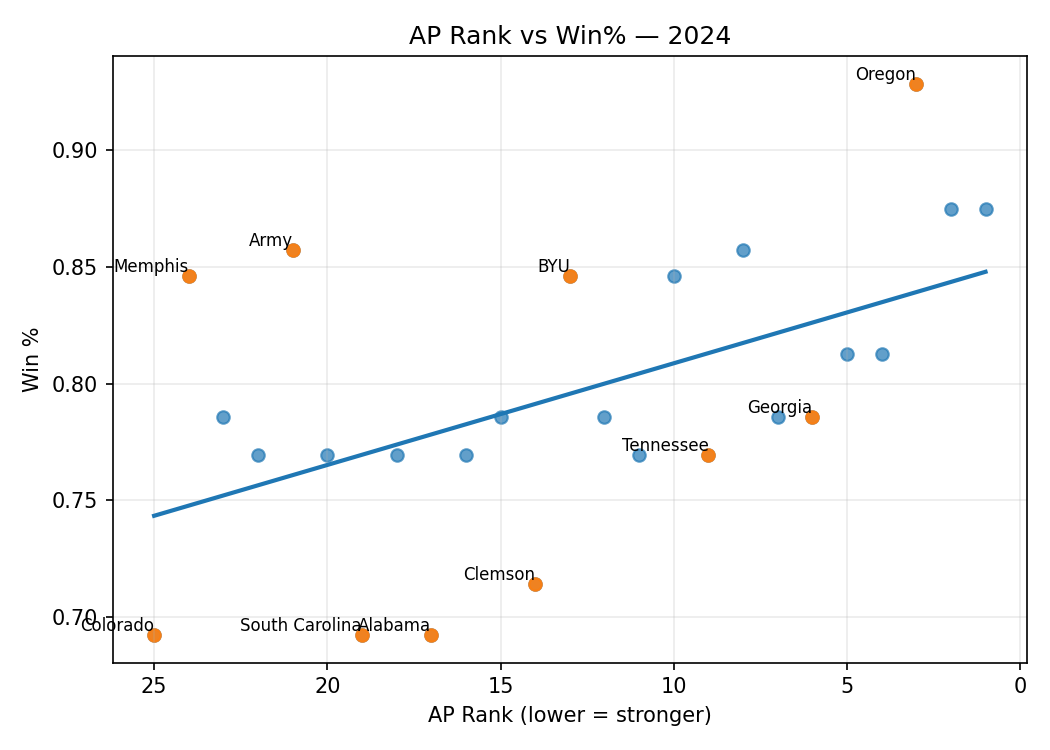 AP Rank vs Win% — 2024
Oregon
0.90
Army
Memphis
BYU
0.85
Win %
0.80
Georgia
Tennessee
0.75
Clemson
0.70
Colorado
South Carolina
Alabama
25
20
15
10
5
0
AP Rank (lower = stronger)